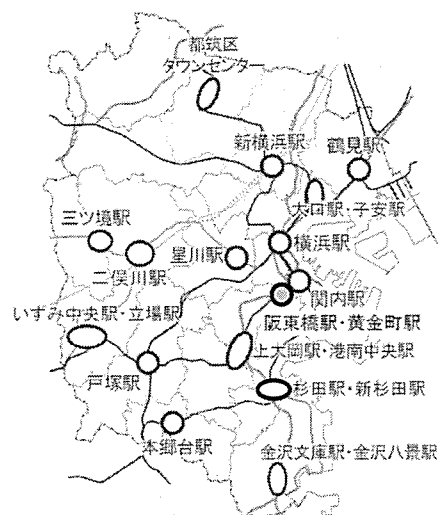 都筑区
タウンセンター
新横浜駅
鶴見駅
大口駅・子安駅
三ツ境駅
横浜駅
星川駅
二俣川駅
関内駅
いずみ中央駅・立場駅
阪東橋駅・黄金町駅
上大岡駅・港南中央駅
戸塚駅
杉田駅・新杉田駅
本郷台駅
金沢文庫駅・金沢八景駅